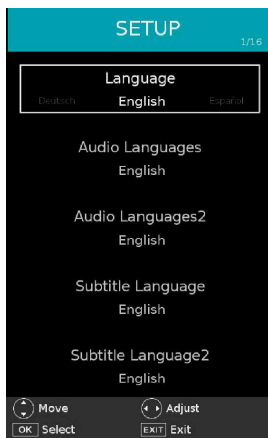 SETUP
1/16
Language
Deutsch English Español
Audio Languages
English
Audio Languages2
English
Subtitle Language
English
Subtitle Language2
English
Move Adjust
OK Select EXIT Exit